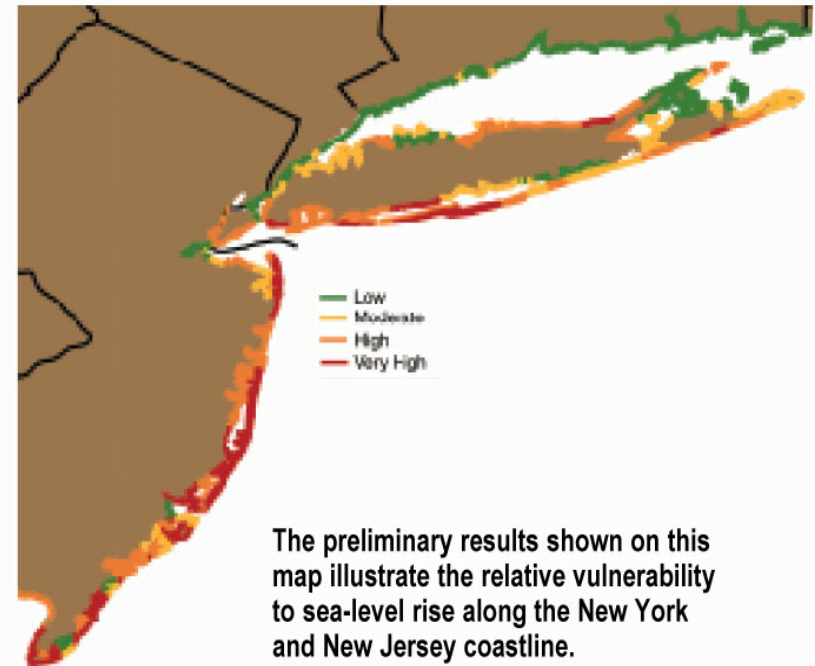 Low
Moderate
High
Very High
The preliminary results shown on this
map illustrate the relative vulnerability
to sea-level rise along the New York
and New Jersey coastline.